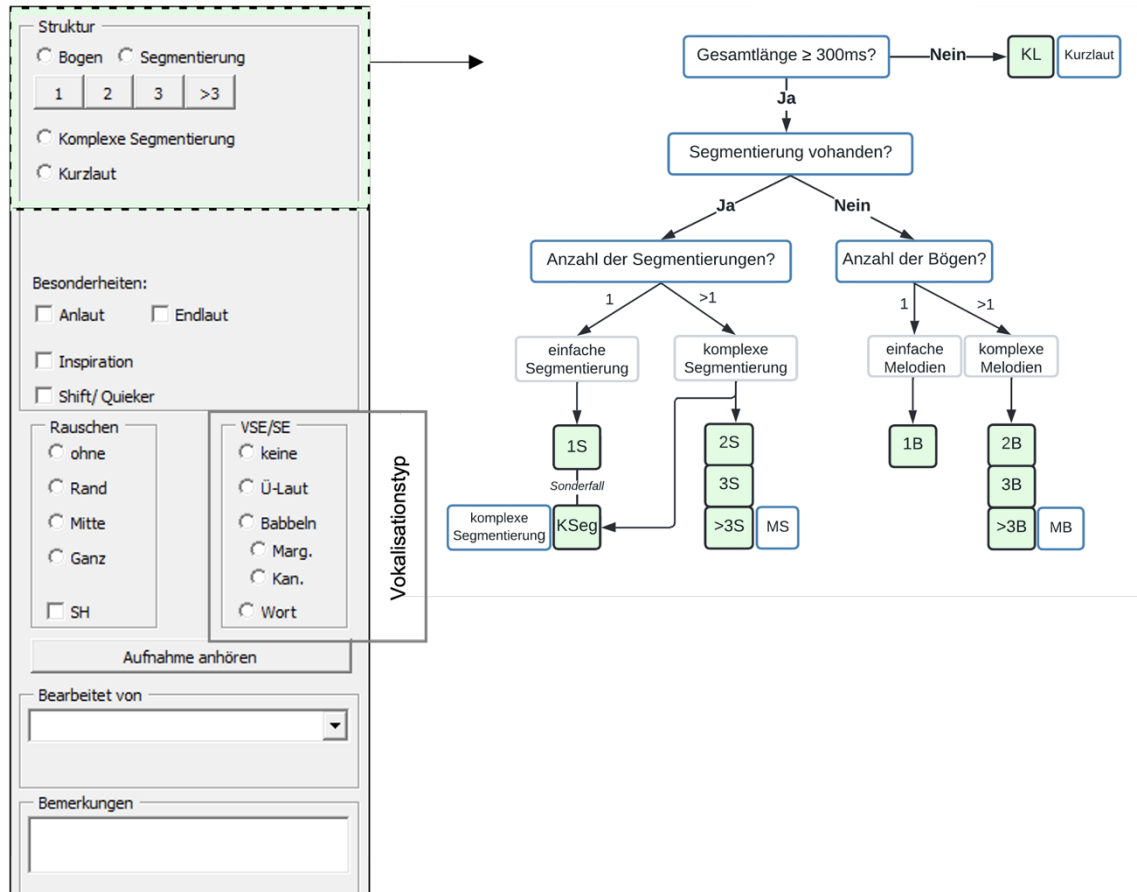 Struktur
Bogen Segmentierung
1 2 3 >3
Komplexe Segmentierung
Kurzlaut
Besonderheiten:
Anlaut Endlaut
Inspiration
Shift/ Quieker
Rauschen
ohne
Rand
Mitte
Ganz
SH
VSE/SE
keine
Ü-Laut
Babbeln
Marg.
Kan.
Wort
Vokalisationstyp
Aufnahme anhören
Bearbeitet von
Bemerkungen
Gesamtlänge ≥ 300ms?
Nein
KL
Kurzlaut
Ja
Segmentierung vohanden?
Ja
Nein
Anzahl der Segmentierungen?
Anzahl der Bögen?
1
>1
1
>1
einfache
Segmentierung
komplexe
Segmentierung
einfache
Melodien
komplexe
Melodien
1S
Sonderfall
komplexe
Segmentierung
KSeg
2S
3S
>3S
MS
1B
2B
3B
>3B
MB